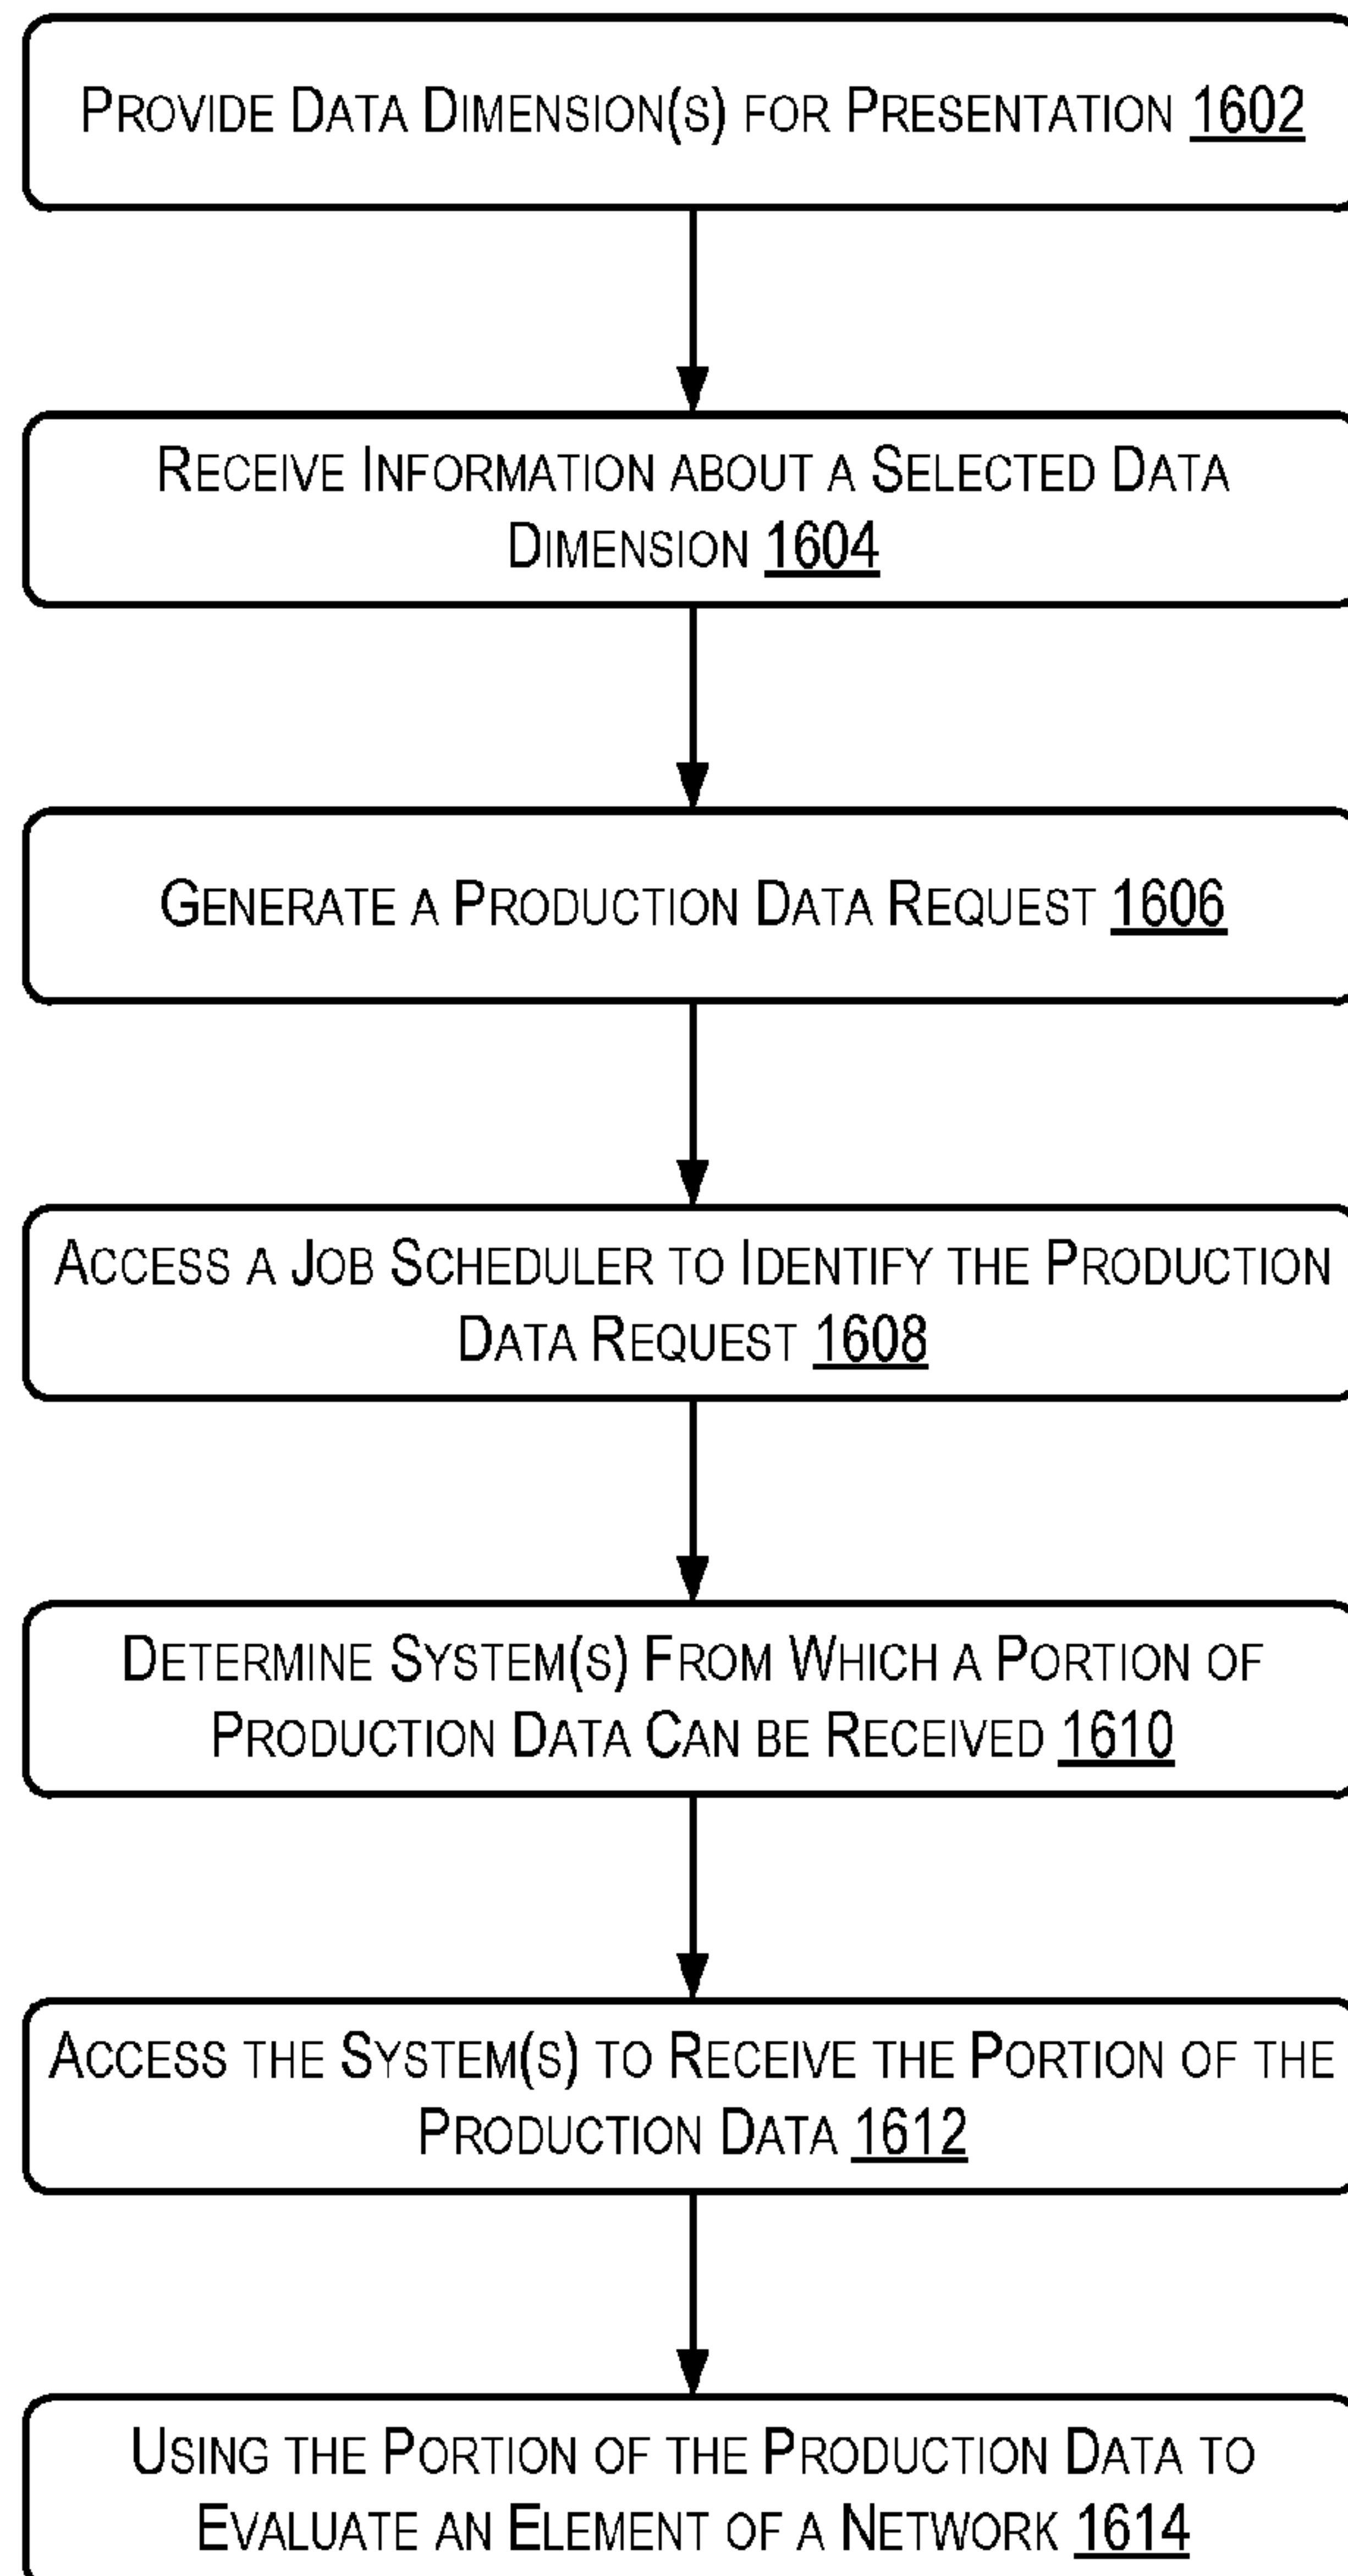 PROVIDE DATA DIMENSION(S) FOR PRESENTATION 1602
RECEIVE INFORMATION ABOUT A SELECTED DATA
DIMENSION 1604
GENERATE A PRODUCTION DATA REQUEST 1606
ACCESS A JOB SCHEDULER TO IDENTIFY THE PRODUCTION
DATA REQUEST 1608
DETERMINE SYSTEM(S) FROM WHICH A PORTION OF
PRODUCTION DATA CAN BE RECEIVED 1610
ACCESS THE SYSTEM(S) TO RECEIVE THE PORTION OF THE
PRODUCTION DATA 1612
USING THE PORTION OF THE PRODUCTION DATA TO
EVALUATE AN ELEMENT OF A NETWORK 1614